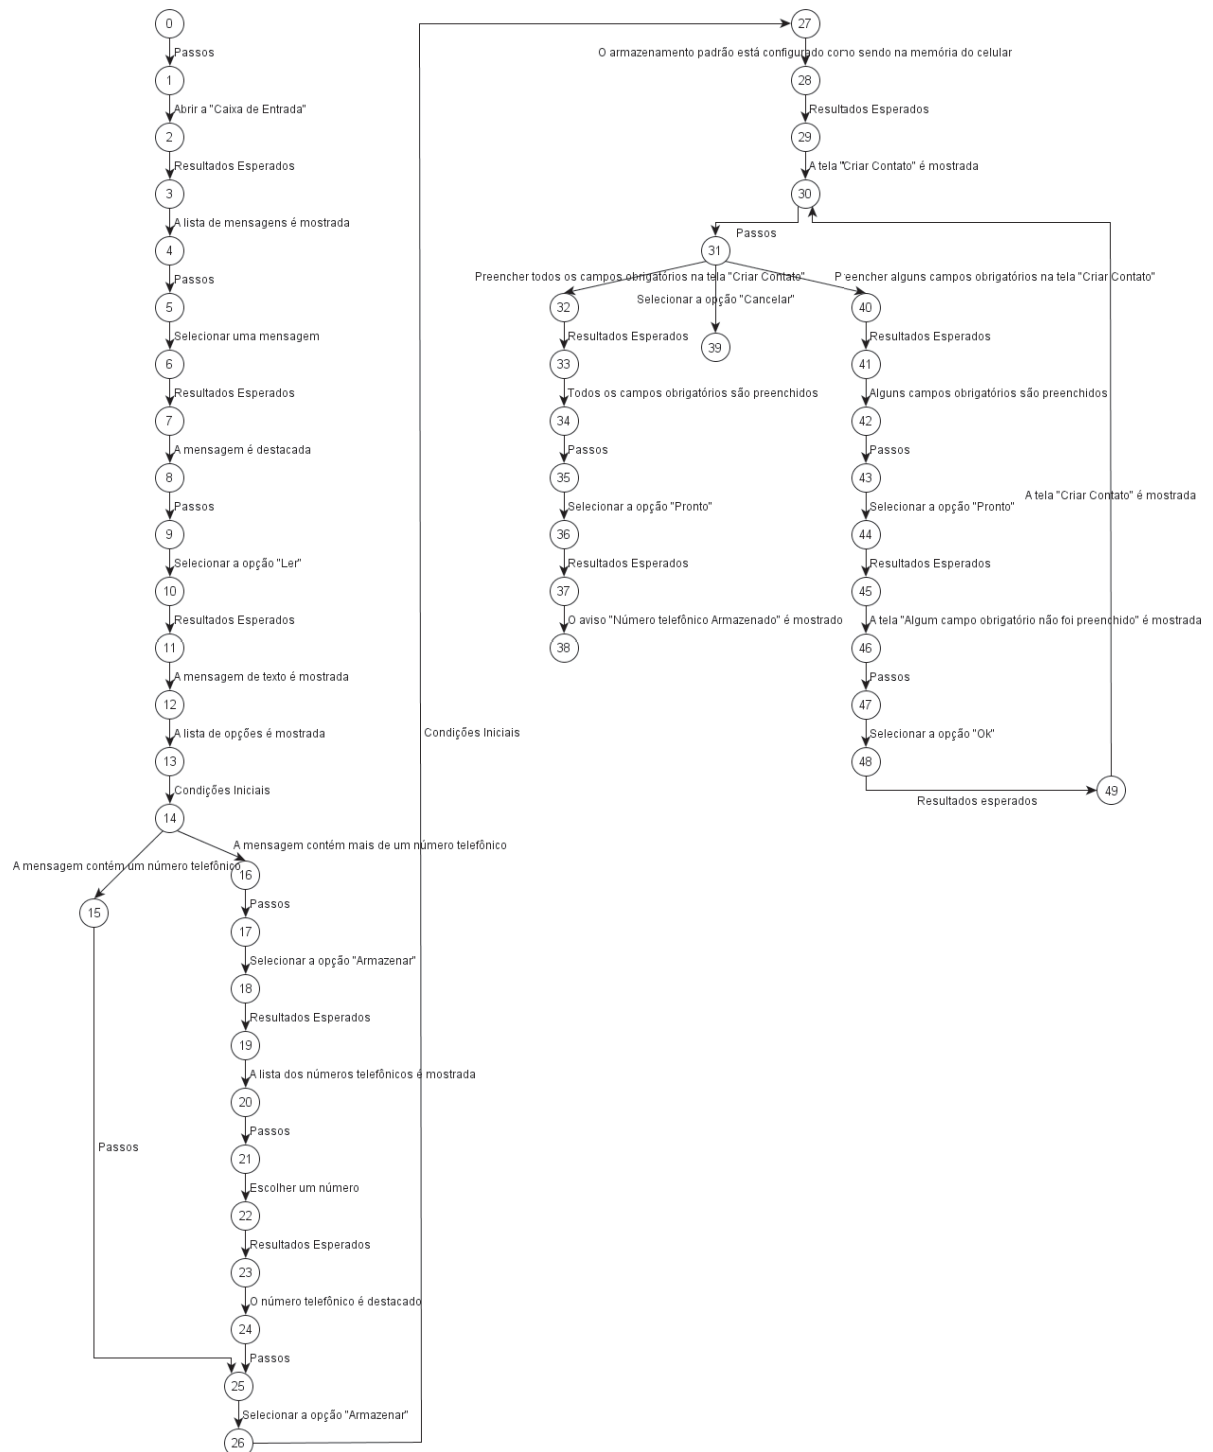 0
Passos
1
Abrir a "Caixa de Entrada"
2
Resultados Esperados
3
A lista de mensagens é mostrada
4
Passos
5
Selecionar uma mensagem
6
Resultados Esperados
7
A mensagem é destacada
8
Passos
9
Selecionar a opção "Ler"
10
Resultados Esperados
11
A mensagem de texto é mostrada
12
A lista de opções é mostrada
13
Condições Iniciais
14
A mensagem contém um número telefônico
15
Passos
A mensagem contém mais de um número telefônico
16
Passos
17
Selecionar a opção "Armazenar"
18
Resultados Esperados
19
A lista dos números telefônicos é mostrada
20
Passos
21
Escolher um número
22
Resultados Esperados
23
O número telefônico é destacado
24
Passos
25
Selecionar a opção "Armazenar"
26
Condições Iniciais
27
O armazenamento padrão está configurado como sendo na memória do celular
28
Resultados Esperados
29
A tela "Criar Contato" é mostrada
30
Passos
31
Preencher todos os campos obrigatórios na tela "Criar Contato"
32
Resultados Esperados
33
Todos os campos obrigatórios são preenchidos
34
Passos
35
Selecionar a opção "Pronto"
36
Resultados Esperados
37
O aviso "Número telefônico Armazenado" é mostrado
38
Selecionar a opção "Cancelar"
39
Preencher alguns campos obrigatórios na tela "Criar Contato"
40
Resultados Esperados
41
Alguns campos obrigatórios são preenchidos
42
Passos
43
Selecionar a opção "Pronto"
44
Resultados Esperados
45
A tela "Algum campo obrigatório não foi preenchido" é mostrada
46
Passos
47
Selecionar a opção "Ok"
48
Resultados esperados
49
A tela "Criar Contato" é mostrada